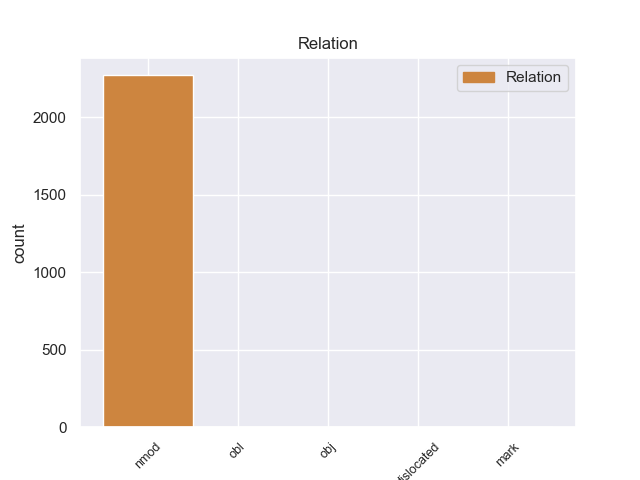 Relation
Relation
count
2000
1500
1000
500
0
nmod
obl
obj
dislocated
mark